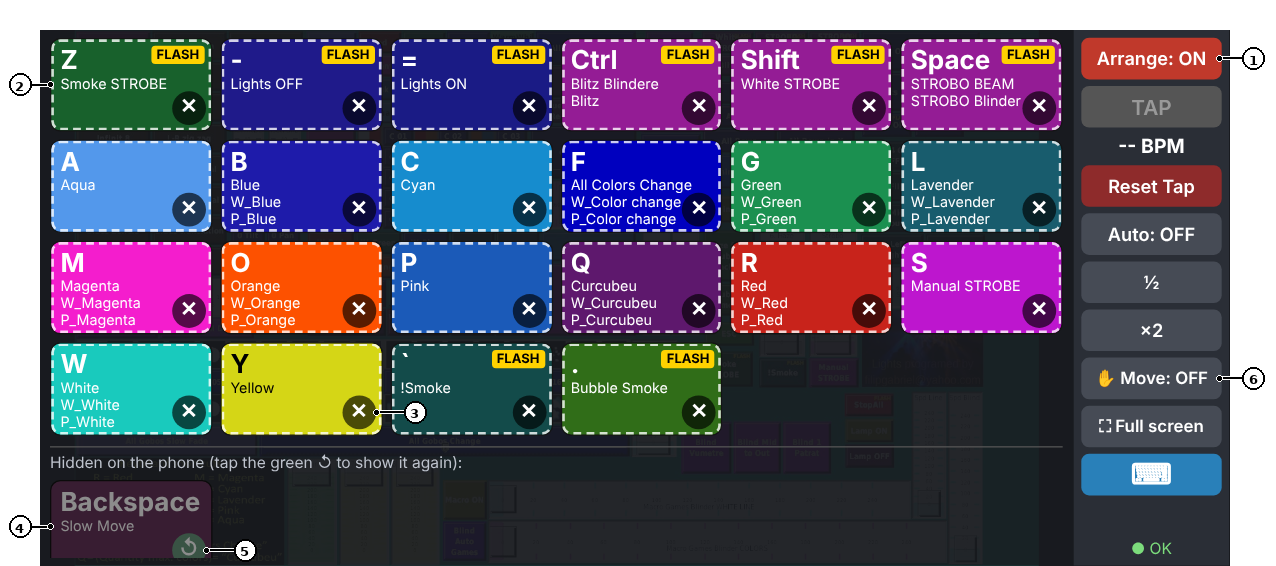 Z FLASH
Smoke STROBE
✕
- FLASH
Lights OFF
✕
= FLASH
Lights ON
✕
Ctrl FLASH
Blitz Blindere
Blitz
✕
Shift FLASH
White STROBE
✕
Space FLASH
STROBO BEAM
STROBO Blinder
✕
A
Aqua
✕
B
Blue
W_Blue
P_Blue
✕
C
Cyan
✕
F
All Colors Change
W_Color change
P_Color change
✕
G
Green
W_Green
P_Green
✕
L
Lavender
W_Lavender
P_Lavender
✕
M
Magenta
W_Magenta
P_Magenta
✕
O
Orange
W_Orange
P_Orange
✕
P
Pink
✕
Q
Curcubeu
W_Curcubeu
P_Curcubeu
✕
R
Red
W_Red
P_Red
✕
S
Manual STROBE
✕
W
White
W_White
P_White
✕
Y
Yellow
✕
` FLASH
!Smoke
✕
. FLASH
Bubble Smoke
✕
Hidden on the phone (tap the green ↺ to show it again):
Backspace
Slow Move
↺
Arrange: ON
TAP
-- BPM
Reset Tap
Auto: OFF
½
×2
✋ Move: OFF
⛶ Full screen
⌨
OK
1
2
3
4
5
6